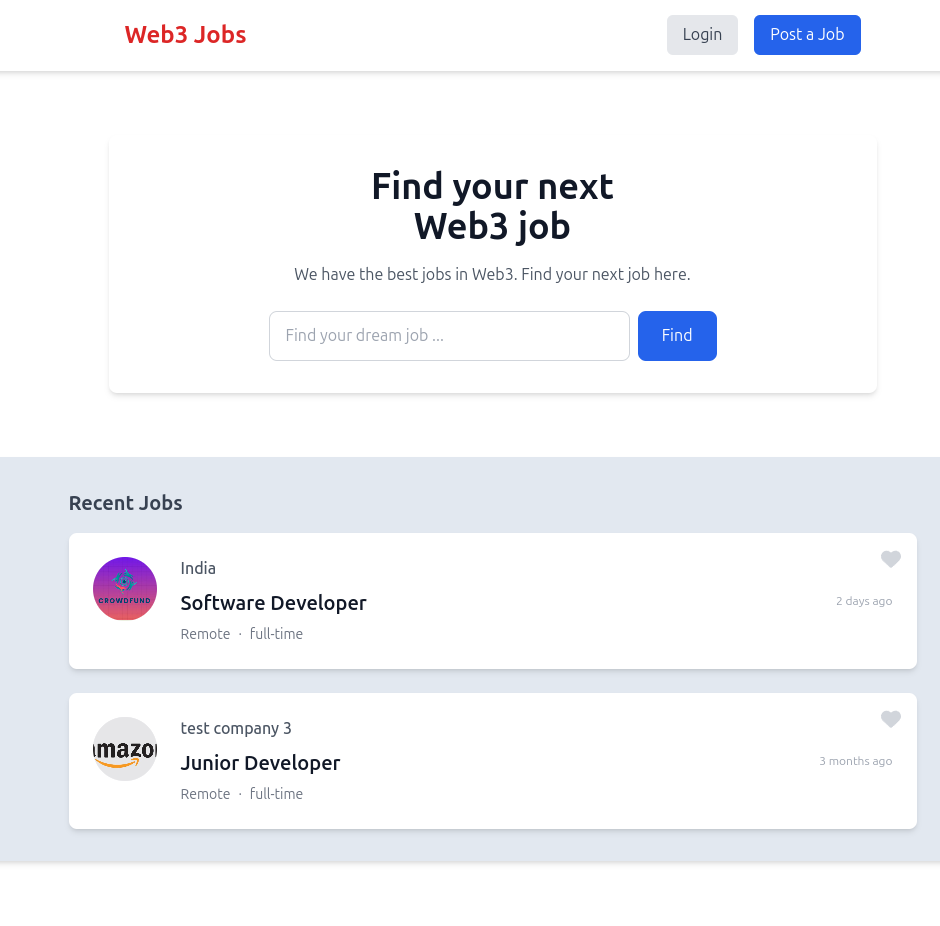 Web3 Jobs
Login
Post a Job
Find your next
Web3 job
We have the best jobs in Web3. Find your next job here.
Find your dream job ...
Find
Recent Jobs
CROWDFUND
India
Software Developer
Remote · full-time
2 days ago
amazon
test company 3
Junior Developer
Remote · full-time
3 months ago